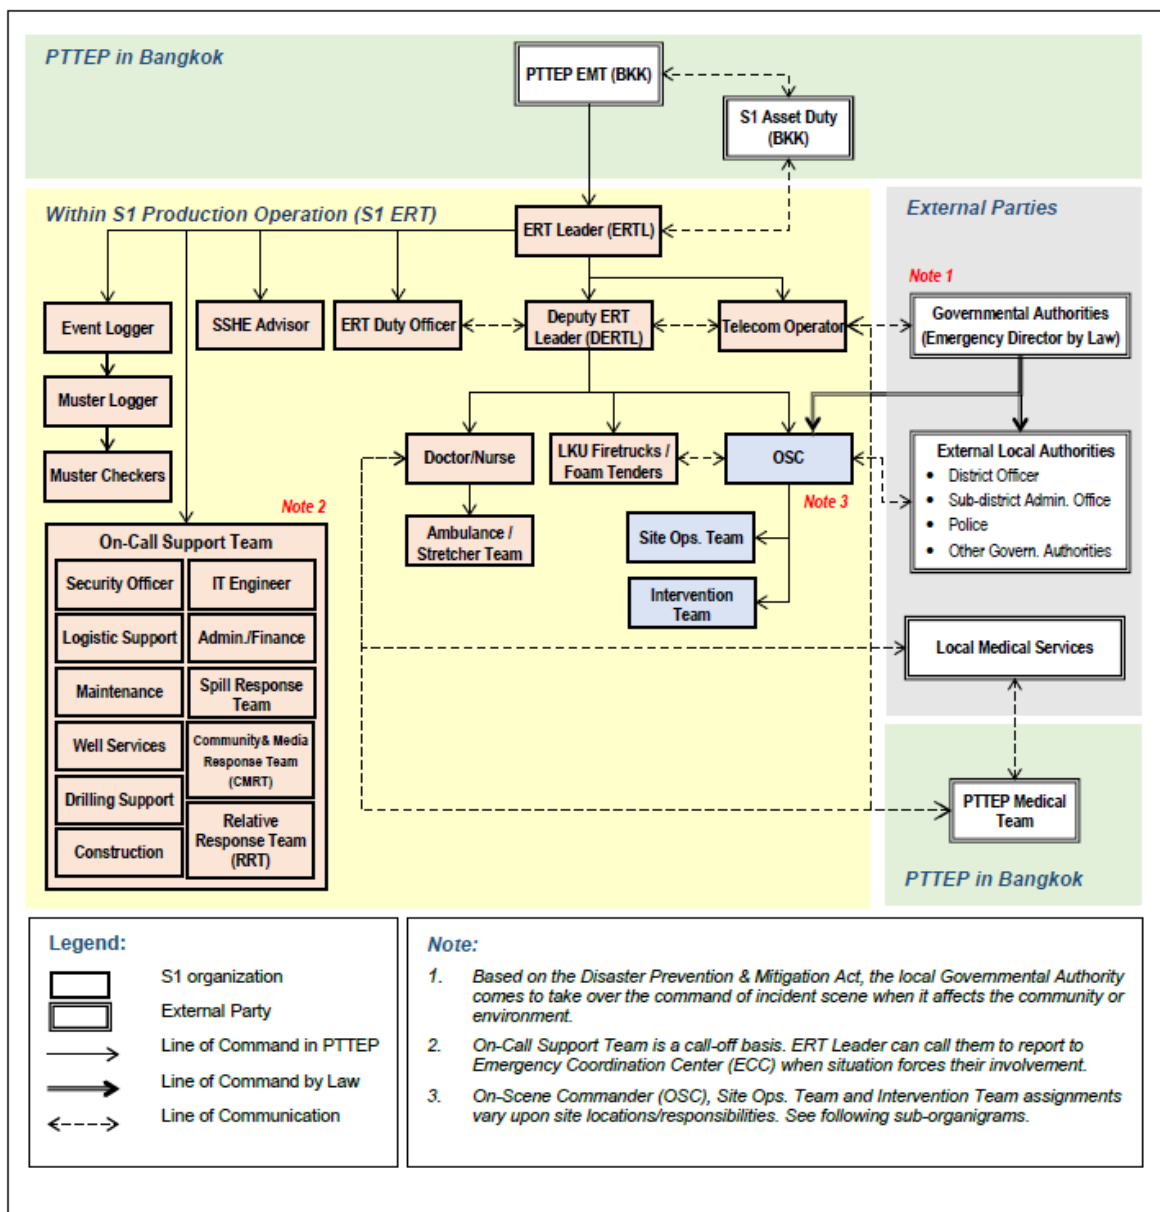 PTTEP in Bangkok
PTTEP EMT (BKK)
S1 Asset Duty
(BKK)
Within S1 Production Operation (S1 ERT)
ERT Leader (ERTL)
External Parties
Note 1
Event Logger
SSHE Advisor
ERT Duty Officer
Deputy ERT
Leader (DERTL)
Telecom Operator
Governmental Authorities
(Emergency Director by Law)
Muster Logger
Muster Checkers
Doctor/Nurse
LKU Firetrucks /
Foam Tenders
OSC
External Local Authorities
• District Officer
• Sub-district Admin. Office
• Police
• Other Govern. Authorities
Note 2
Note 3
On-Call Support Team
Ambulance /
Stretcher Team
Site Ops. Team
Intervention
Team
Security Officer
IT Engineer
Logistic Support
Admin./Finance
Maintenance
Spill Response
Team
Well Services
Community& Media
Response Team
(CMRT)
Drilling Support
Construction
Relative
Response Team
(RRT)
Local Medical Services
PTTEP Medical
Team
PTTEP in Bangkok
Legend:
S1 organization
External Party
Line of Command in PTTEP
Line of Command by Law
Line of Communication
Note:
1. Based on the Disaster Prevention & Mitigation Act, the local Governmental Authority
comes to take over the command of incident scene when it affects the community or
environment.
2. On-Call Support Team is a call-off basis. ERT Leader can call them to report to
Emergency Coordination Center (ECC) when situation forces their involvement.
3. On-Scene Commander (OSC), Site Ops. Team and Intervention Team assignments
vary upon site locations/responsibilities. See following sub-organigrams.